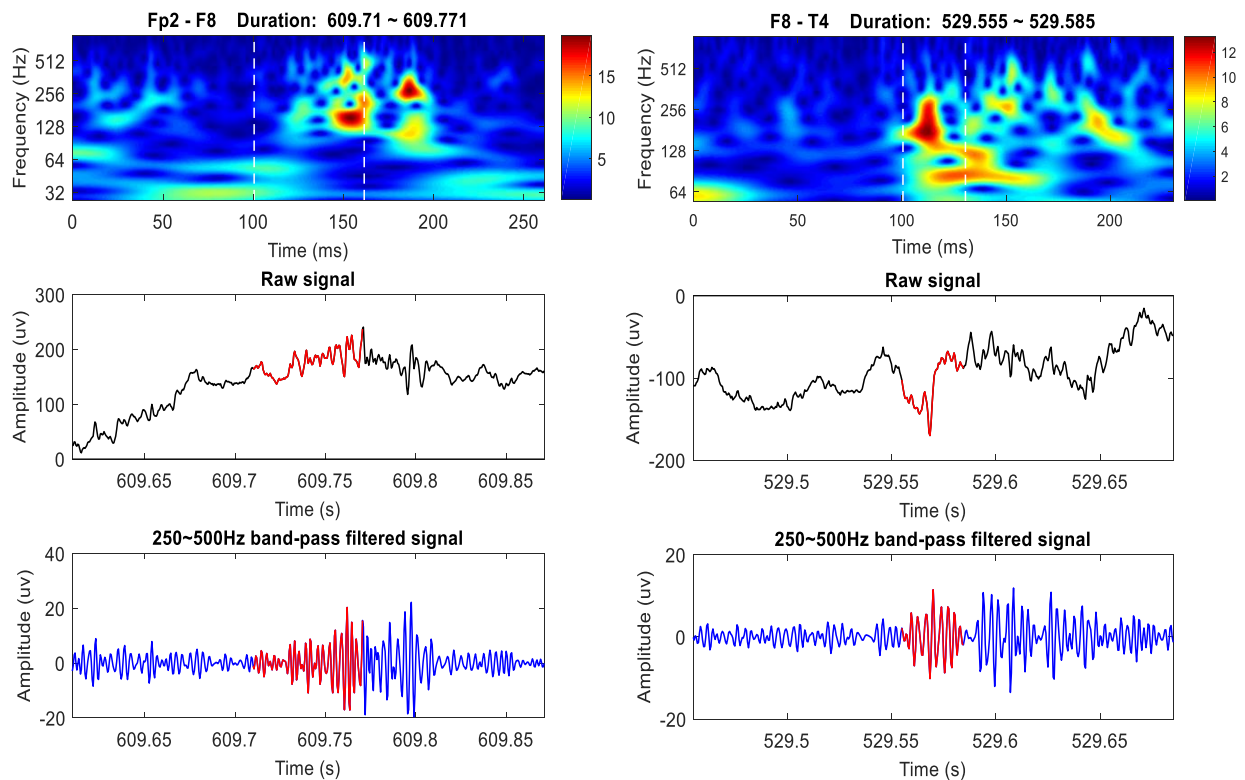 Fp2 - F8 Duration: 609.71 ~ 609.771
Frequency (Hz)
512
256
128
64
32
0 50 100 150 200 250
Time (ms)
15
10
5
Raw signal
Amplitude (uv)
300
200
100
0
609.65 609.7 609.75 609.8 609.85
Time (s)
250~500Hz band-pass filtered signal
Amplitude (uv)
40
20
0
-20
609.65 609.7 609.75 609.8 609.85
Time (s)
F8 - T4 Duration: 529.555 ~ 529.585
Frequency (Hz)
512
256
128
64
0 50 100 150 200
Time (ms)
12
10
8
6
4
2
Raw signal
Amplitude (uv)
0
-100
-200
529.5 529.55 529.6 529.65
Time (s)
250~500Hz band-pass filtered signal
Amplitude (uv)
20
0
-20
529.5 529.55 529.6 529.65
Time (s)